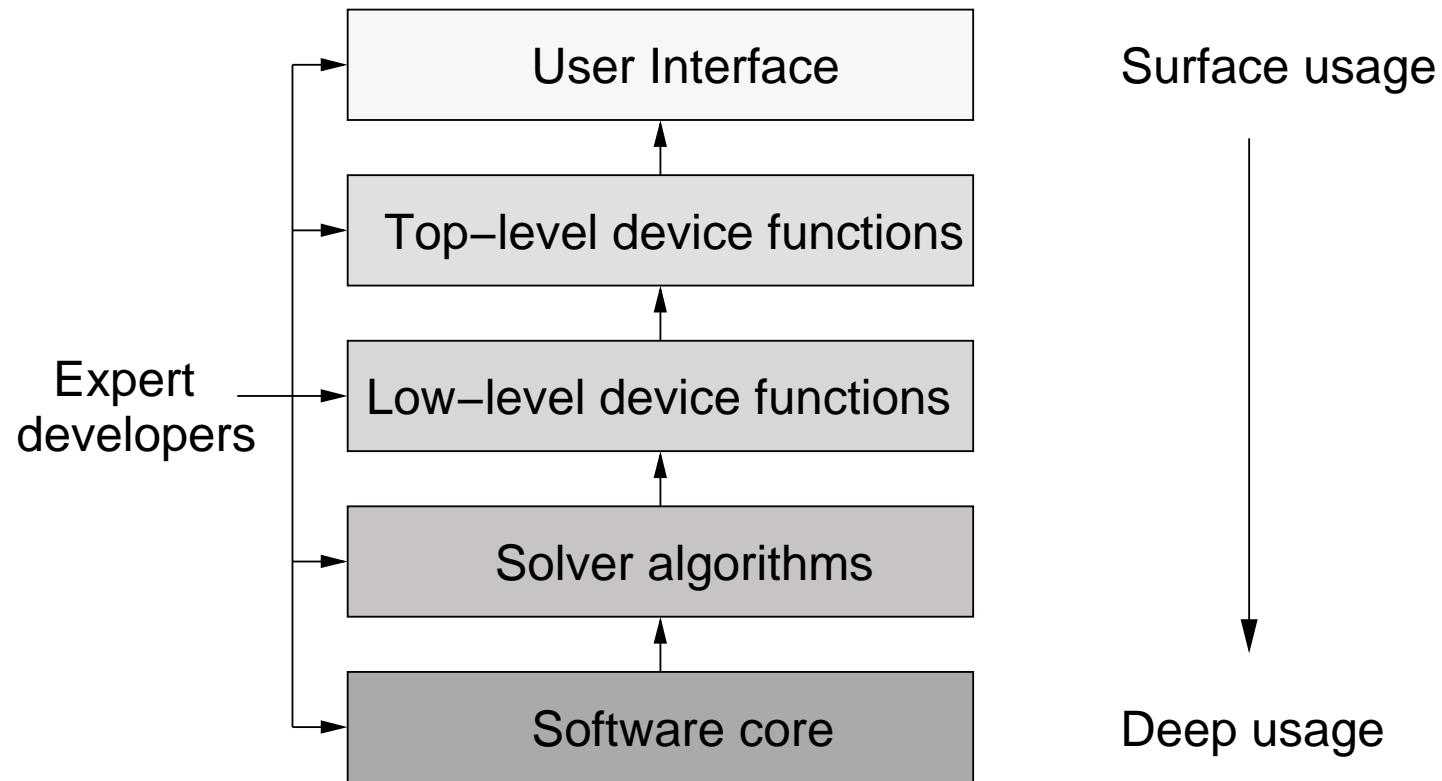 User Interface
Surface usage
Top−level device functions
Expert
developers
Low−level device functions
Solver algorithms
Software core
Deep usage